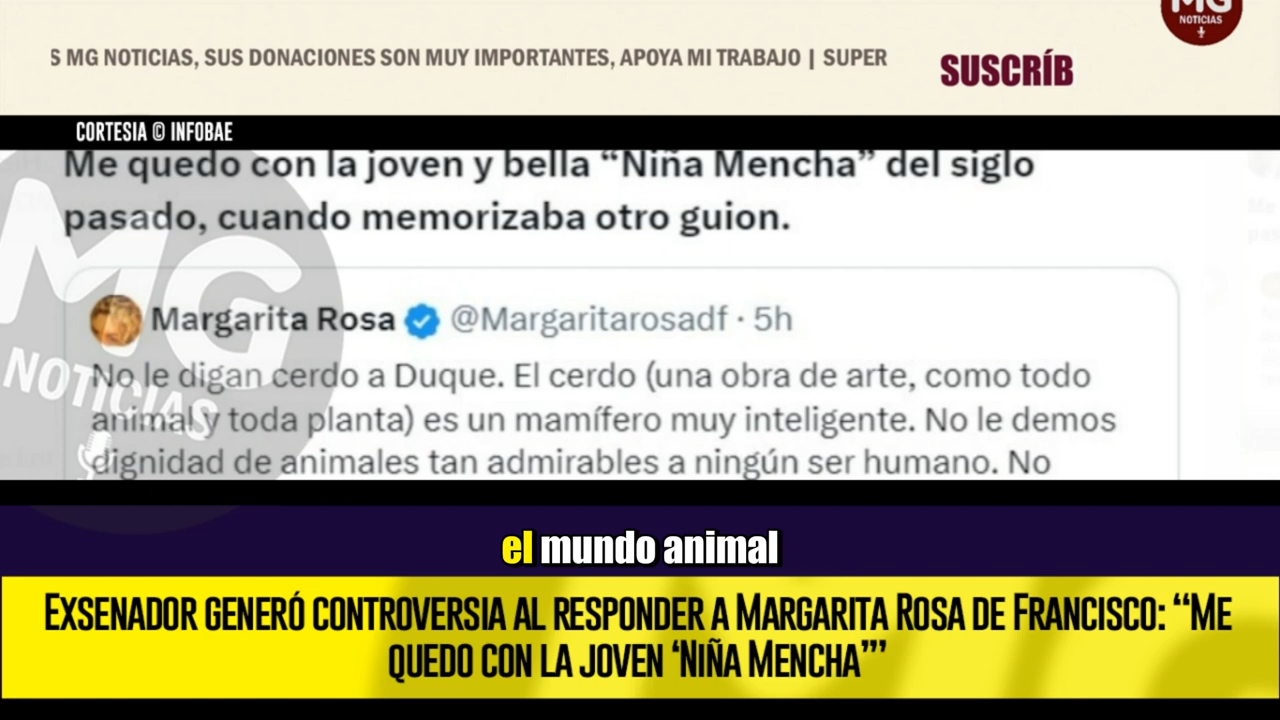 MG
NOTICIAS
S MG NOTICIAS, SUS DONACIONES SON MUY IMPORTANTES, APOYA MI TRABAJO | SUPER
SUSCRÍB
CORTESIA © INFOBAE
Me quedo con la joven y bella “Niña Mencha” del siglo
pasado, cuando memorizaba otro guion.
MG
NOTICIAS
Margarita Rosa @Margaritarosadf · 5h
No le digan cerdo a Duque. El cerdo (una obra de arte, como todo
animal y toda planta) es un mamífero muy inteligente. No le demos
dignidad de animales tan admirables a ningún ser humano. No
el mundo animal
EXSENADOR GENERÓ CONTROVERSIA AL RESPONDER A MARGARITA ROSA DE FRANCISCO: “ME
QUEDO CON LA JOVEN ‘NIÑA MENCHA”’